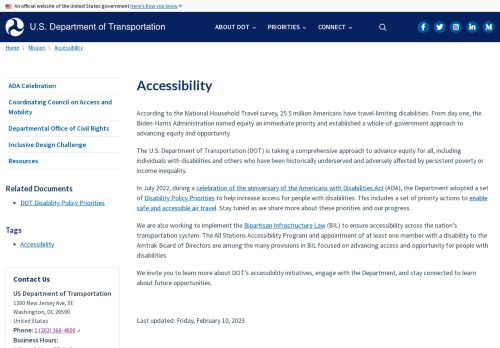 An official website of the United States government Here's how you know
U.S. Department of Transportation
ABOUT DOT
PRIORITIES
CONNECT
Home \ Mission \ Accessibility
ADA Celebration
Coordinating Council on Access and
Mobility
Departmental Office of Civil Rights
Inclusive Design Challenge
Resources
Related Documents
DOT Disability Policy Priorities
Tags
Accessibility
Contact Us
US Department of Transportation
1200 New Jersey Ave, SE
Washington, DC 20590
United States
Phone: 1 (202) 366-4000
Business Hours:
Accessibility
According to the National Household Travel survey, 25.5 million Americans have travel-limiting disabilities. From day one, the
Biden-Harris Administration named equity an immediate priority and established a whole-of-government approach to
advancing equity and opportunity.
The U.S. Department of Transportation (DOT) is taking a comprehensive approach to advance equity for all, including
individuals with disabilities and others who have been historically underserved and adversely affected by persistent poverty or
income inequality.
In July 2022, during a celebration of the anniversary of the Americans with Disabilities Act (ADA), the Department adopted a set
of Disability Policy Priorities to help increase access for people with disabilities. This includes a set of priority actions to enable
safe and accessible air travel. Stay tuned as we share more about these priorities and our progress.
We are also working to implement the Bipartisan Infrastructure Law (BIL) to ensure accessibility across the nation's
transportation system. The All Stations Accessibility Program and appointment of at least one member with a disability to the
Amtrak Board of Directors are among the many provisions in BIL focused on advancing access and opportunity for people with
disabilities.
We invite you to learn more about DOT's accessibility initiatives, engage with the Department, and stay connected to learn
about future opportunities.
Last updated: Friday, February 10, 2023